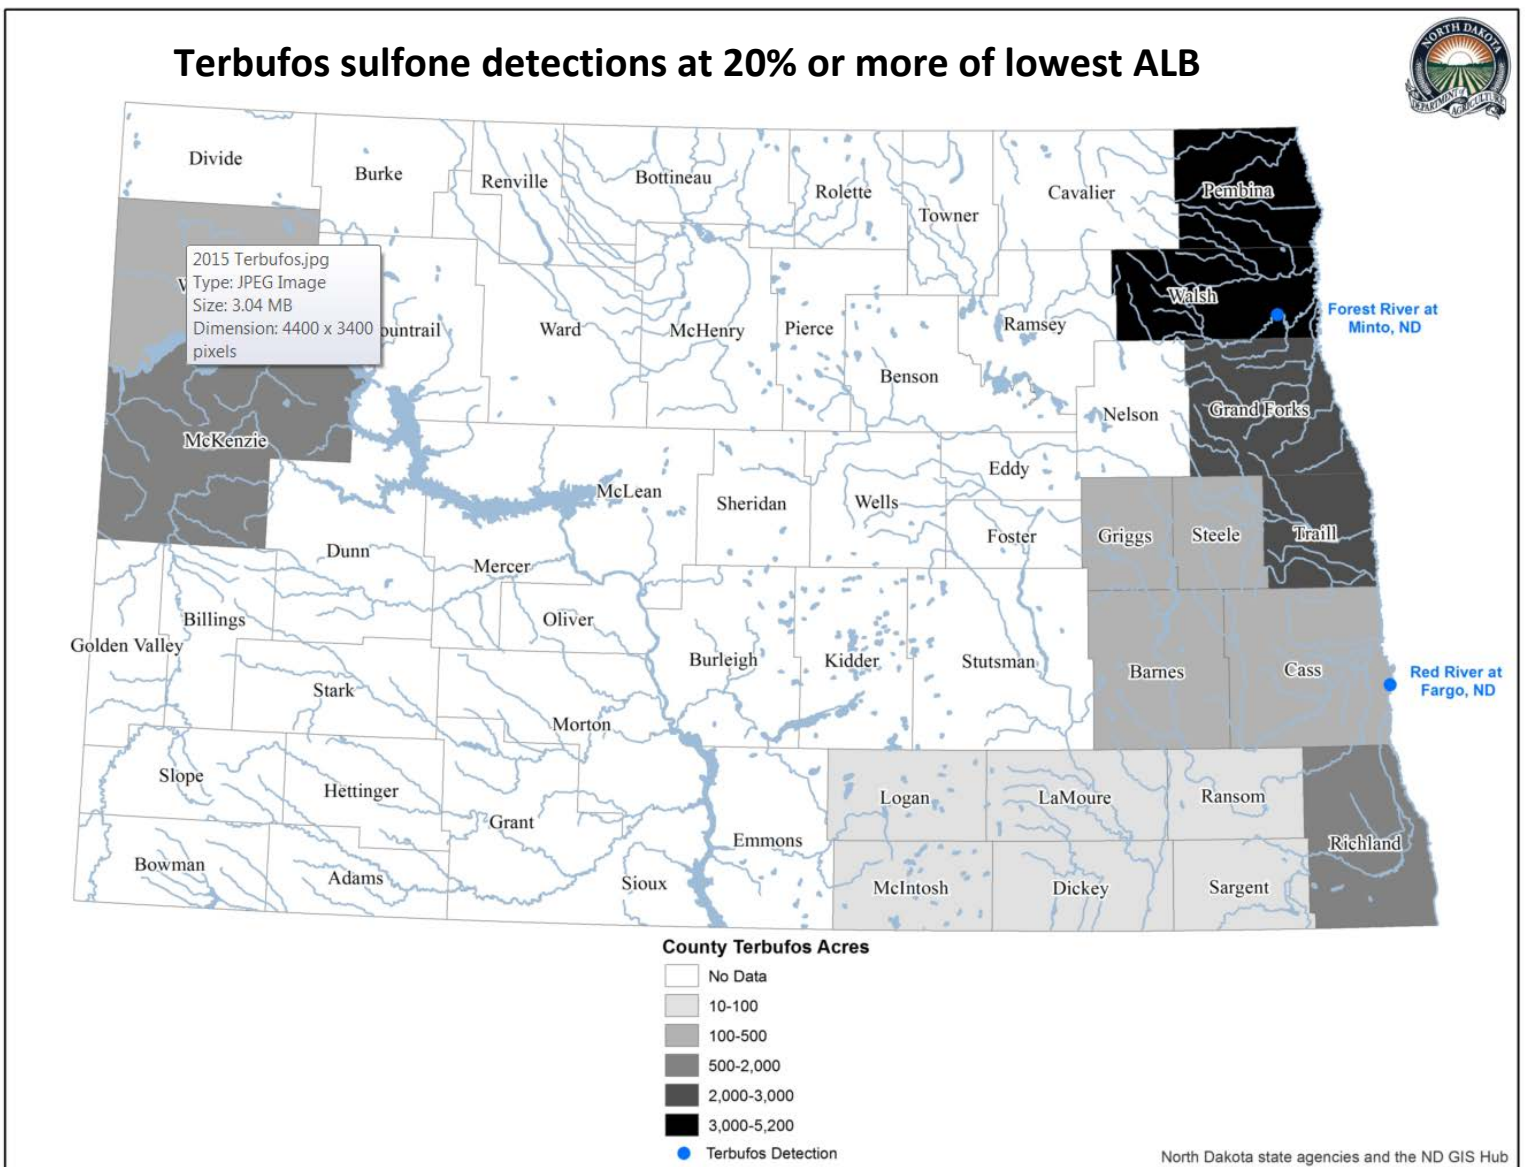 Terbufos sulfone detections at 20% or more of lowest ALB
NORTH DAKOTA
DEPARTMENT OF AGRICULTURE
Divide
Burke
Renville
Bottineau
Rolette
Towner
Cavalier
Pembina
2015 Terbufos.jpg
Type: JPEG Image
Size: 3.04 MB
Dimension: 4400 x 3400
pixels
W
ountrail
Ward
McHenry
Pierce
Benson
Ramsey
Walsh
Forest River at
Minto, ND
Nelson
Grand Forks
McKenzie
McLean
Sheridan
Wells
Eddy
Foster
Griggs
Steele
Traill
Dunn
Mercer
Oliver
Billings
Golden Valley
Stark
Morton
Burleigh
Kidder
Stutsman
Barnes
Cass
Red River at
Fargo, ND
Slope
Hettinger
Grant
Emmons
Logan
LaMoure
Ransom
Richland
Bowman
Adams
Sioux
McIntosh
Dickey
Sargent
County Terbufos Acres
No Data
10-100
100-500
500-2,000
2,000-3,000
3,000-5,200
Terbufos Detection
North Dakota state agencies and the ND GIS Hub